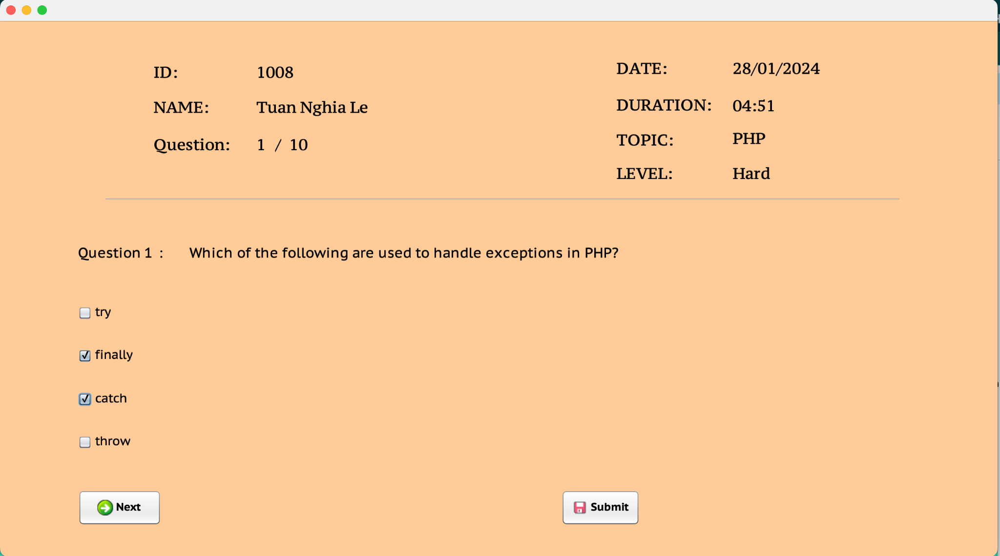 ID: 1008
NAME: Tuan Nghia Le
Question: 1 / 10
DATE: 28/01/2024
DURATION: 04:51
TOPIC: PHP
LEVEL: Hard
Question 1 : Which of the following are used to handle exceptions in PHP?
try
finally
catch
throw
Next
Submit